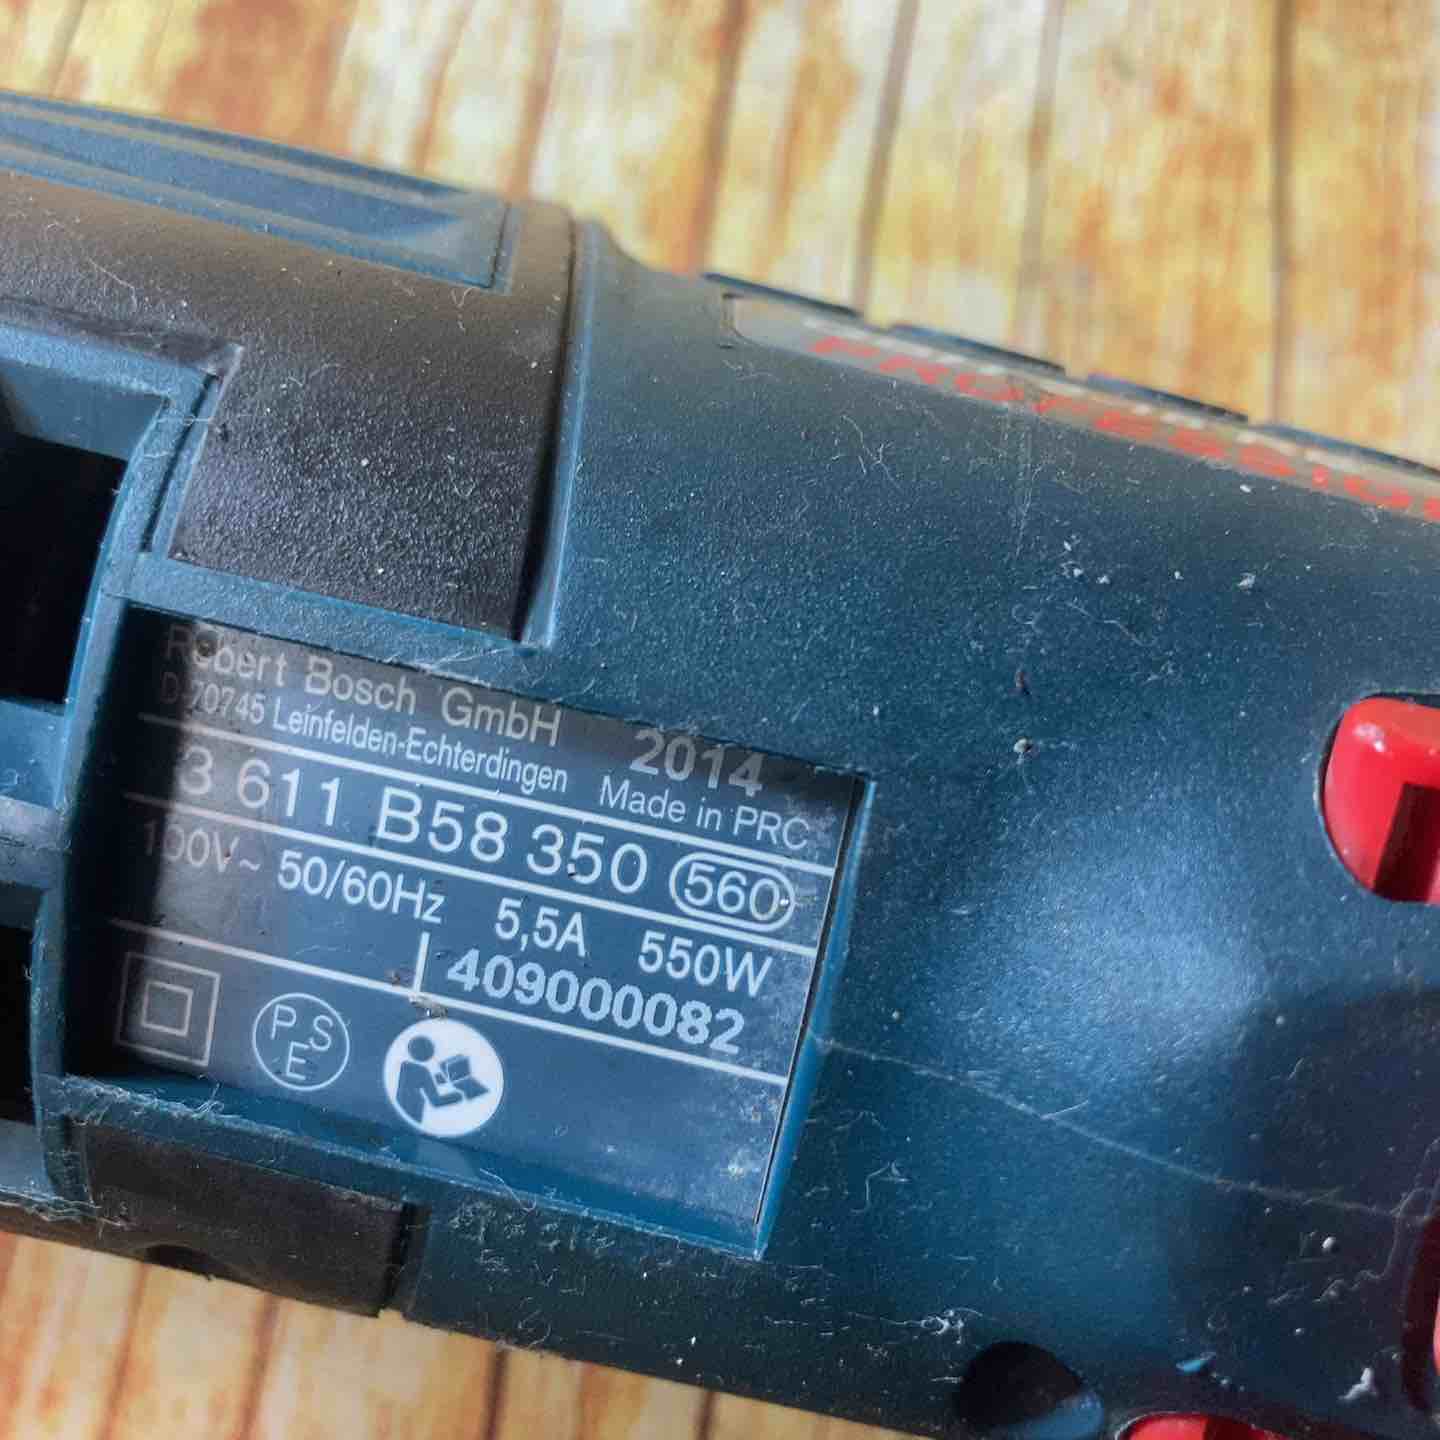 PROFESSION
Robert Bosch GmbH
D-70745 Leinfelden-Echterdingen
2014
Made in PRC
3 611 B58 350 560
100V~ 50/60Hz 5,5A 550W
409000082
PSE